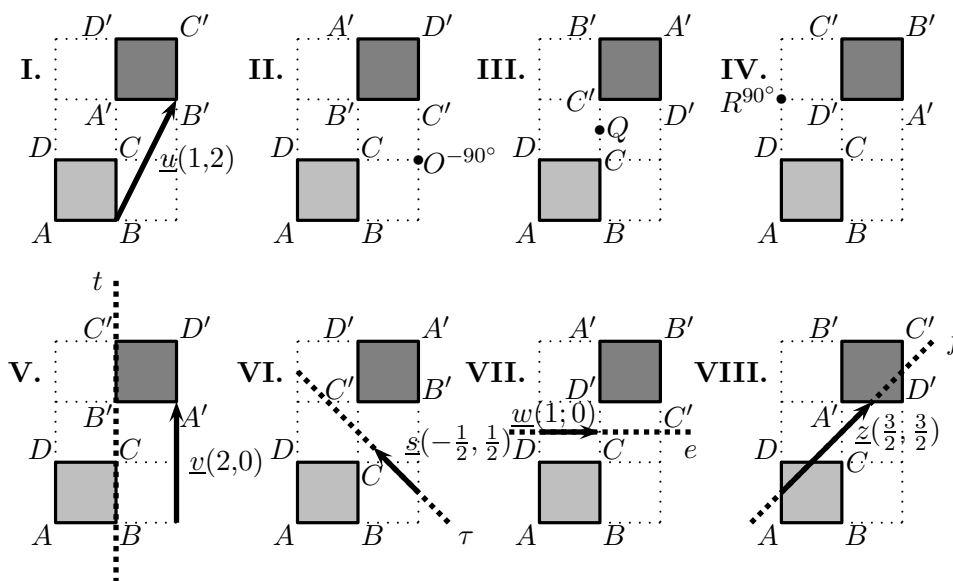 D′ C′ A′ D′ B′ A′ C′ B′
I. II. III. IV.
A′ B′ B′ C′ C′ D′ R^90° D′ A′
Q
D C D C D C D C
u(1,2) O^−90°
A B A B A B A B
t
C′ D′ D′ A′ A′ B′ B′ C′
f
V. VI. VII. VIII.
B′ A′ C′ B′ D′ C′ A′ D′
w(1; 0)
D C D C D C D C
v(2,0) s(−1/2, 1/2) e z(3/2, 3/2)
A B A B τ A B A B